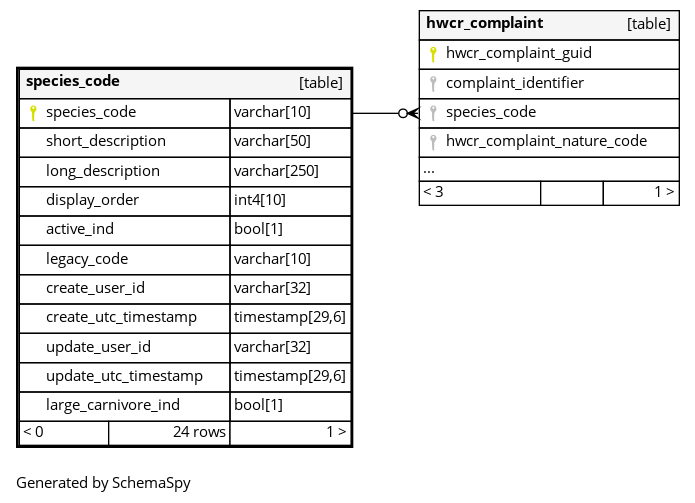 species_code [table]
species_code varchar[10]
short_description varchar[50]
long_description varchar[250]
display_order int4[10]
active_ind bool[1]
legacy_code varchar[10]
create_user_id varchar[32]
create_utc_timestamp timestamp[29,6]
update_user_id varchar[32]
update_utc_timestamp timestamp[29,6]
large_carnivore_ind bool[1]
< 0 24 rows 1 >
hwcr_complaint [table]
hwcr_complaint_guid
complaint_identifier
species_code
hwcr_complaint_nature_code
...
< 3 1 >
Generated by SchemaSpy